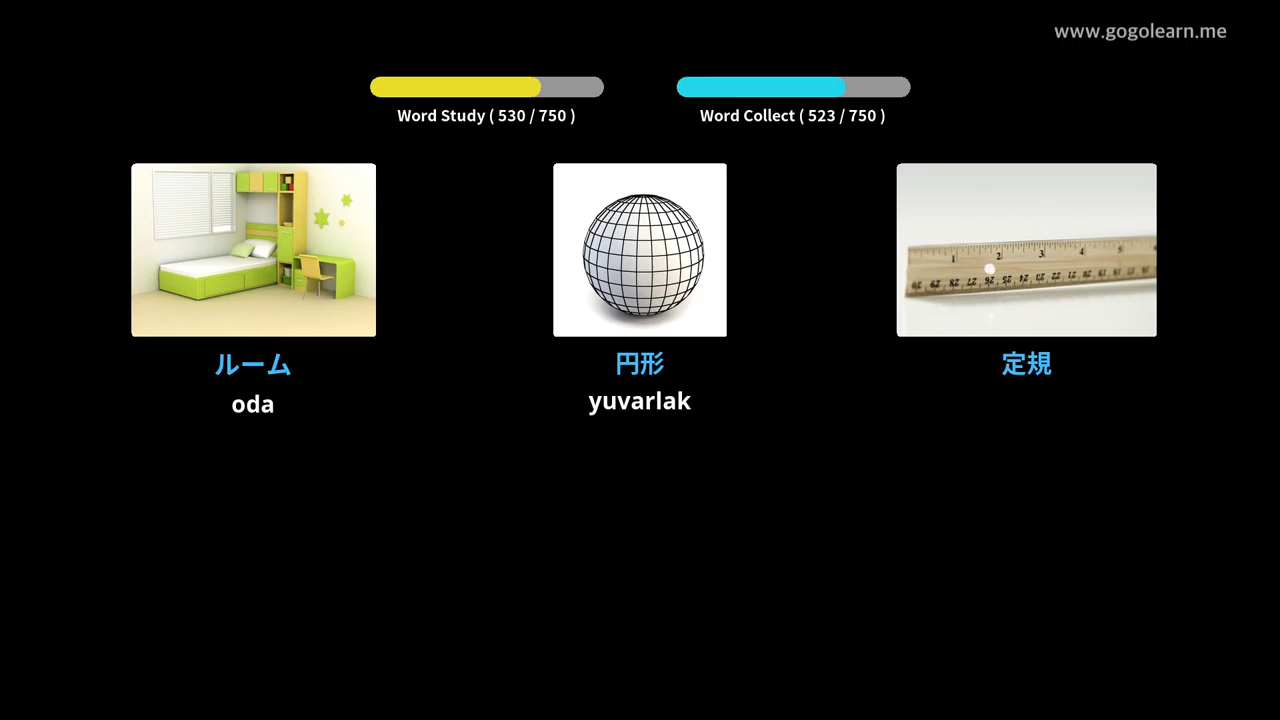 www.gogolearn.me
Word Study ( 530 / 750 )
Word Collect ( 523 / 750 )
ルーム
円形
定規
oda
yuvarlak